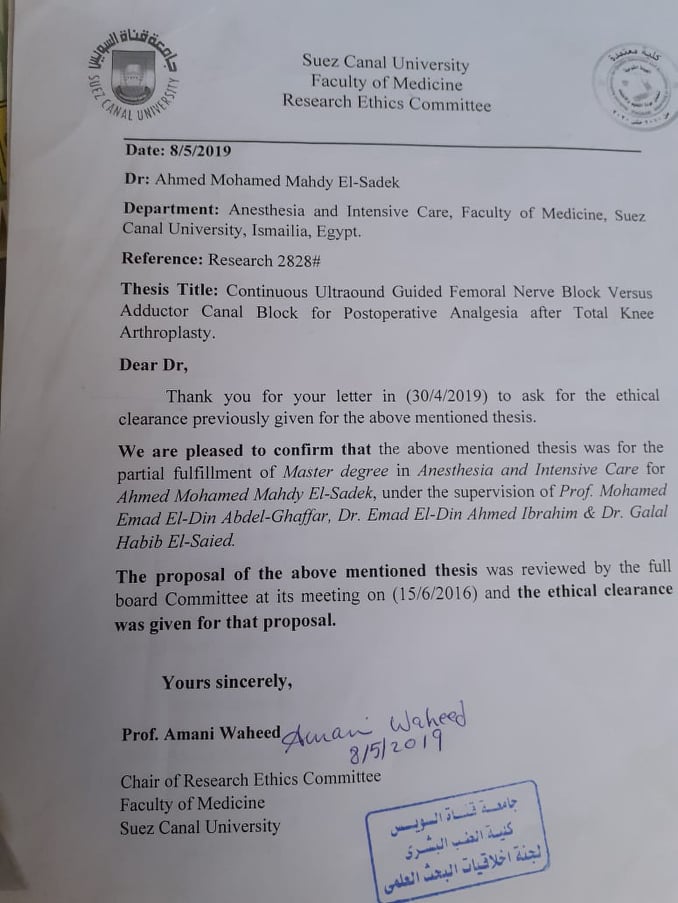 جامعة قناة السويس
SUEZ CANAL UNIVERSITY
Suez Canal University
Faculty of Medicine
Research Ethics Committee
كلية معتمدة
Date: 8/5/2019
Dr: Ahmed Mohamed Mahdy El-Sadek
Department: Anesthesia and Intensive Care, Faculty of Medicine, Suez
Canal University, Ismailia, Egypt.
Reference: Research 2828#
Thesis Title: Continuous Ultraound Guided Femoral Nerve Block Versus
Adductor Canal Block for Postoperative Analgesia after Total Knee
Arthroplasty.
Dear Dr,
Thank you for your letter in (30/4/2019) to ask for the ethical
clearance previously given for the above mentioned thesis.
We are pleased to confirm that the above mentioned thesis was for the
partial fulfillment of Master degree in Anesthesia and Intensive Care for
Ahmed Mohamed Mahdy El-Sadek, under the supervision of Prof. Mohamed
Emad El-Din Abdel-Ghaffar, Dr. Emad El-Din Ahmed Ibrahim & Dr. Galal
Habib El-Saied.
The proposal of the above mentioned thesis was reviewed by the full
board Committee at its meeting on (15/6/2016) and the ethical clearance
was given for that proposal.
Yours sincerely,
Prof. Amani Waheed Amani Waheed
8/5/2019
Chair of Research Ethics Committee
Faculty of Medicine
Suez Canal University
جامعة قناة السويس
كلية الطب البشرى
لجنة اخلاقيات البحث العلمى